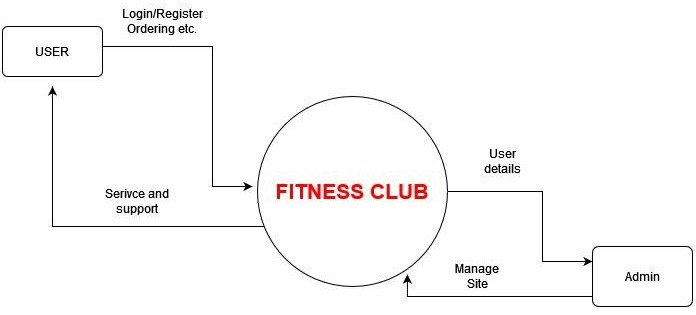 Login/Register
Ordering etc.
USER
User
details
FITNESS CLUB
Serivce and
support
Manage
Site
Admin